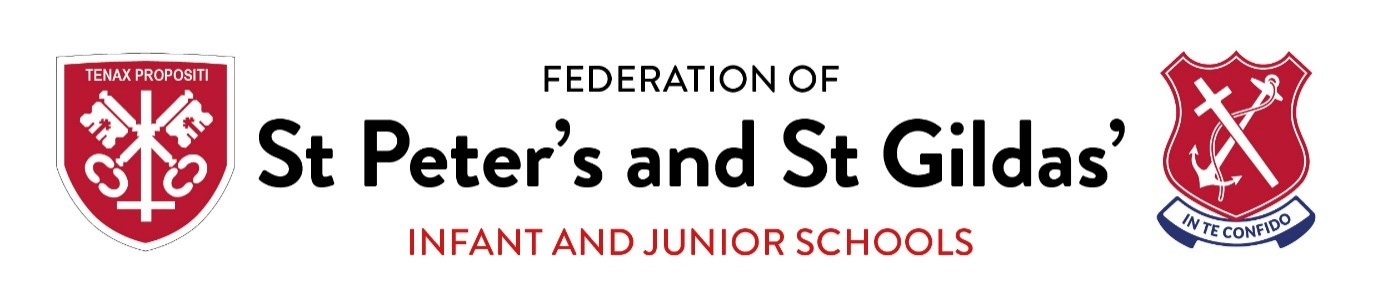 TENAX PROPOSITI
FEDERATION OF
St Peter’s and St Gildas’
INFANT AND JUNIOR SCHOOLS
IN TE CONFIDO